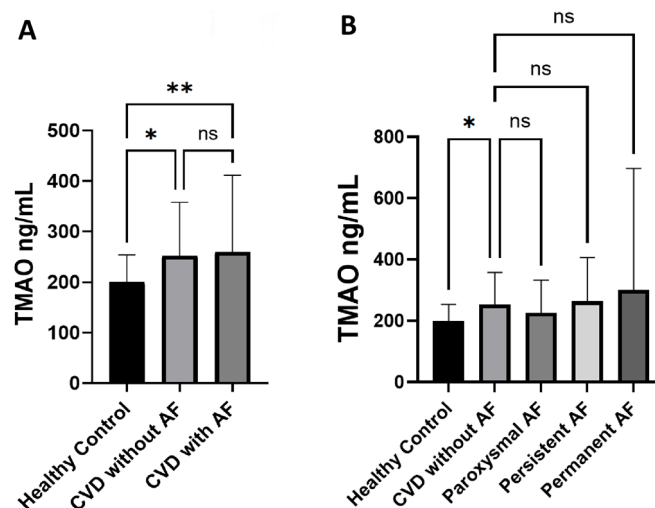 A
**
*
ns
TMAO ng/mL
500
400
300
200
100
0
Healthy Control
CVD without AF
CVD with AF
B
ns
ns
*
ns
TMAO ng/mL
800
600
400
200
0
Healthy Control
CVD without AF
Paroxysmal AF
Persistent AF
Permanent AF